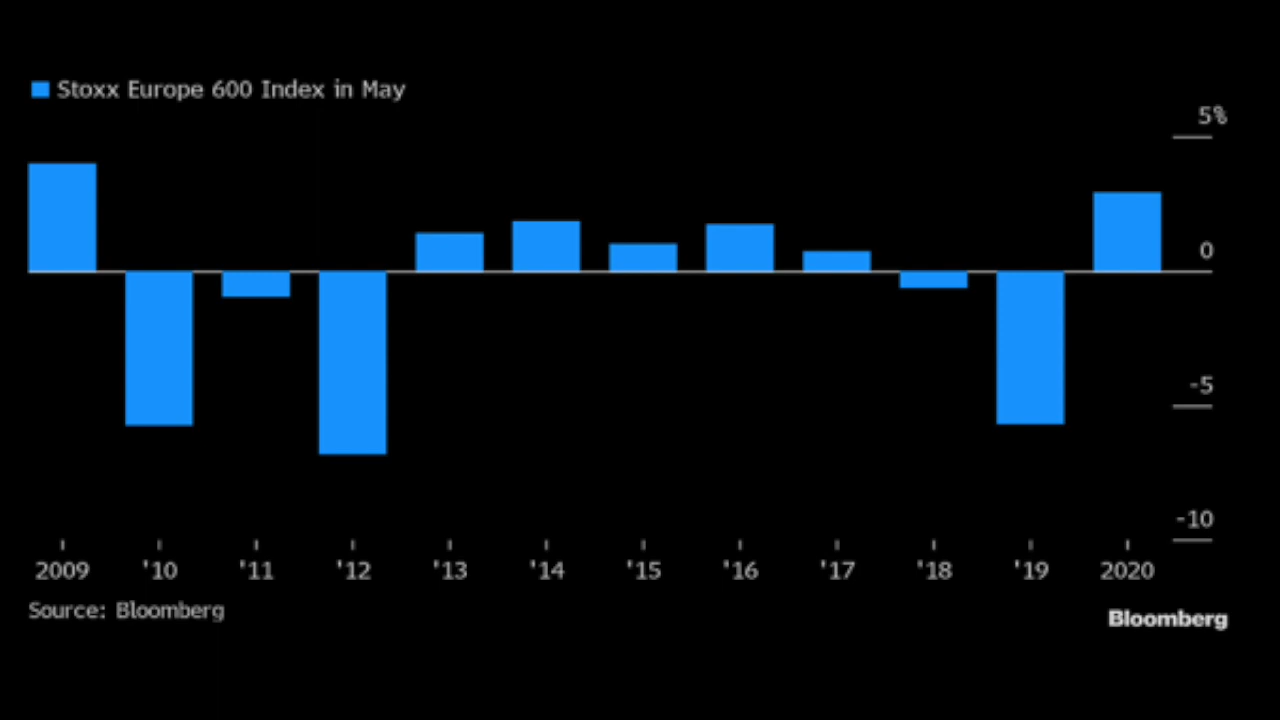 Stoxx Europe 600 Index in May
5%
0
-5
-10
2009 '10 '11 '12 '13 '14 '15 '16 '17 '18 '19 2020
Source: Bloomberg
Bloomberg